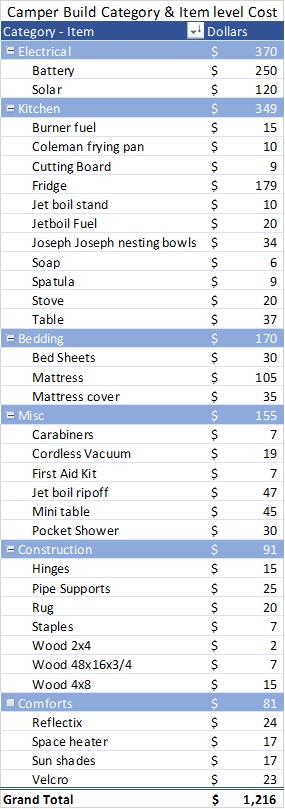 Camper Build Category & Item level Cost
Category - Item Dollars
Electrical $ 370
Battery $ 250
Solar $ 120
Kitchen $ 349
Burner fuel $ 15
Coleman frying pan $ 10
Cutting Board $ 9
Fridge $ 179
Jet boil stand $ 10
Jetboil Fuel $ 20
Joseph Joseph nesting bowls $ 34
Soap $ 6
Spatula $ 9
Stove $ 20
Table $ 37
Bedding $ 170
Bed Sheets $ 30
Mattress $ 105
Mattress cover $ 35
Misc $ 155
Carabiners $ 7
Cordless Vacuum $ 19
First Aid Kit $ 7
Jet boil ripoff $ 47
Mini table $ 45
Pocket Shower $ 30
Construction $ 91
Hinges $ 15
Pipe Supports $ 25
Rug $ 20
Staples $ 7
Wood 2x4 $ 2
Wood 48x16x3/4 $ 7
Wood 4x8 $ 15
Comforts $ 81
Reflectix $ 24
Space heater $ 17
Sun shades $ 17
Velcro $ 23
Grand Total $ 1,216